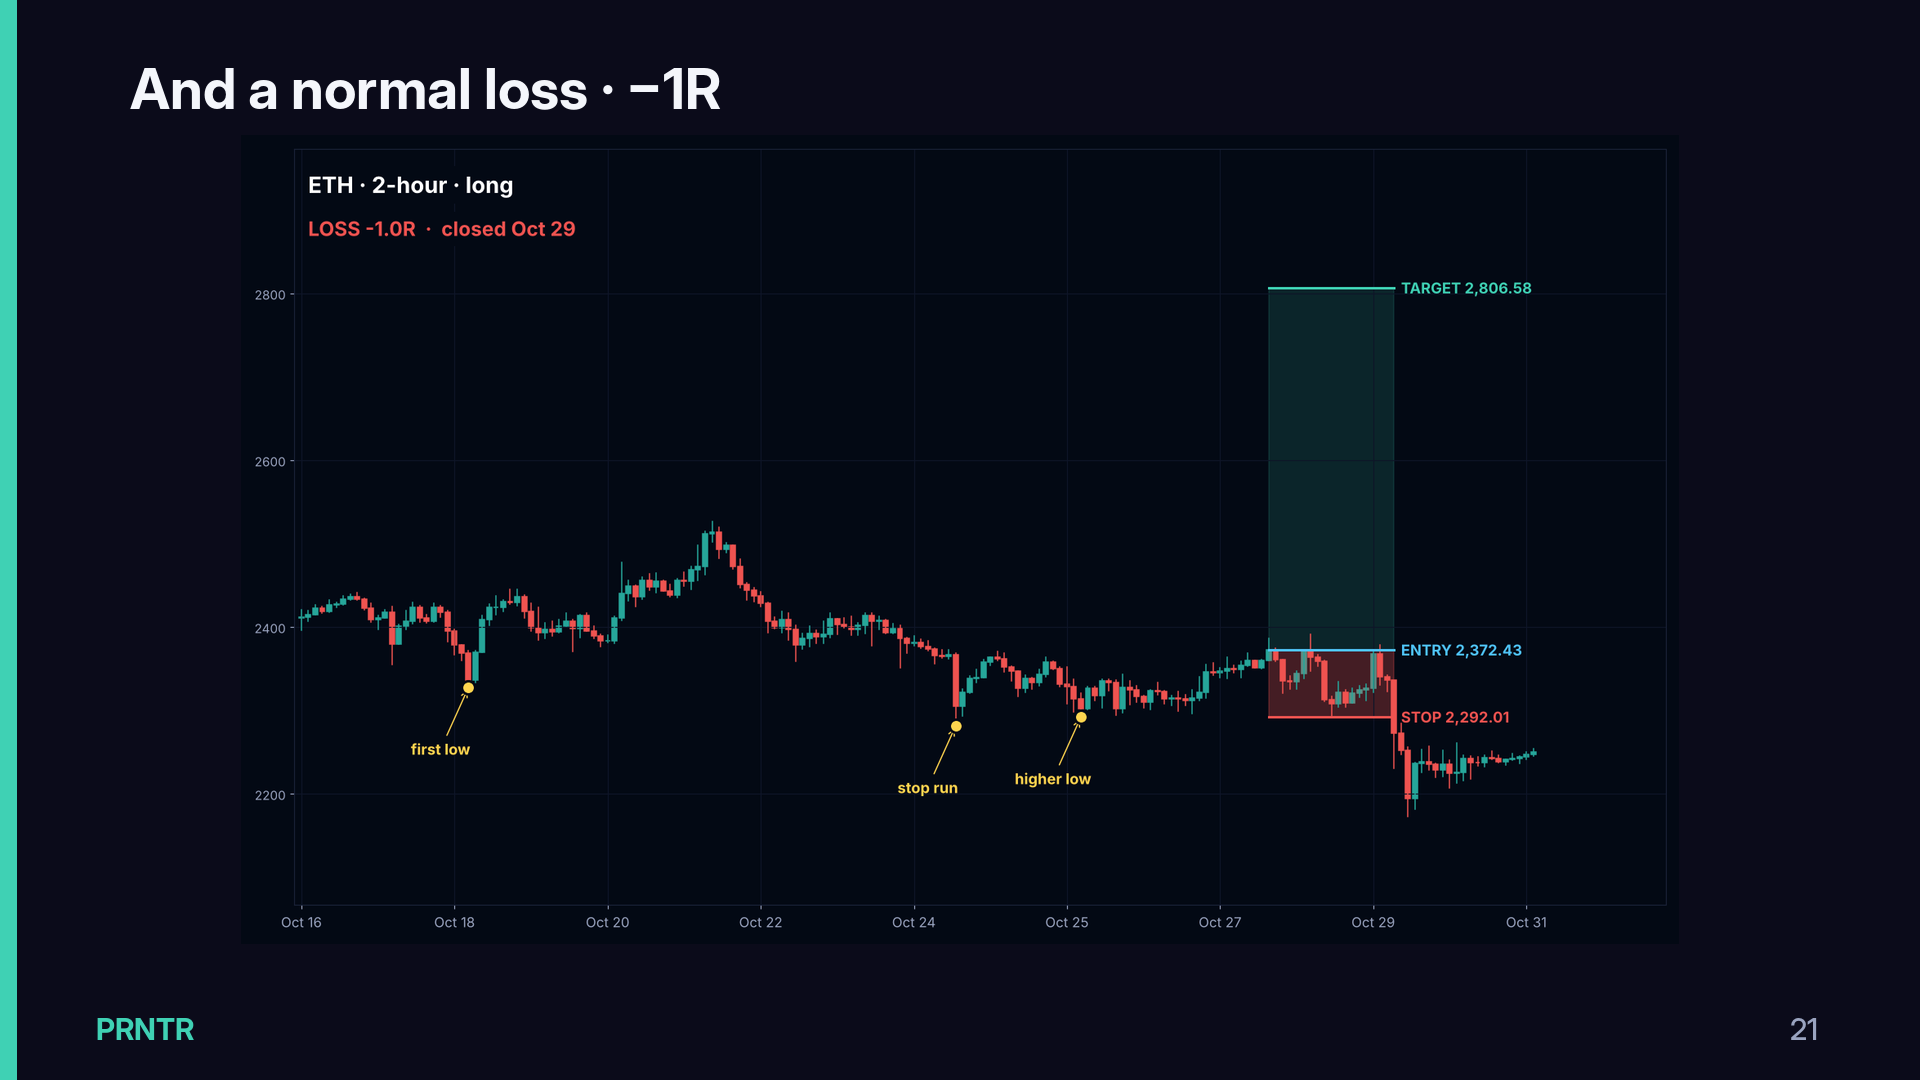 And a normal loss · −1R
ETH · 2-hour · long
LOSS -1.0R · closed Oct 29
TARGET 2,806.58
ENTRY 2,372.43
STOP 2,292.01
first low
stop run
higher low
2800
2600
2400
2200
Oct 16
Oct 18
Oct 20
Oct 22
Oct 24
Oct 25
Oct 27
Oct 29
Oct 31
PRNTR
21